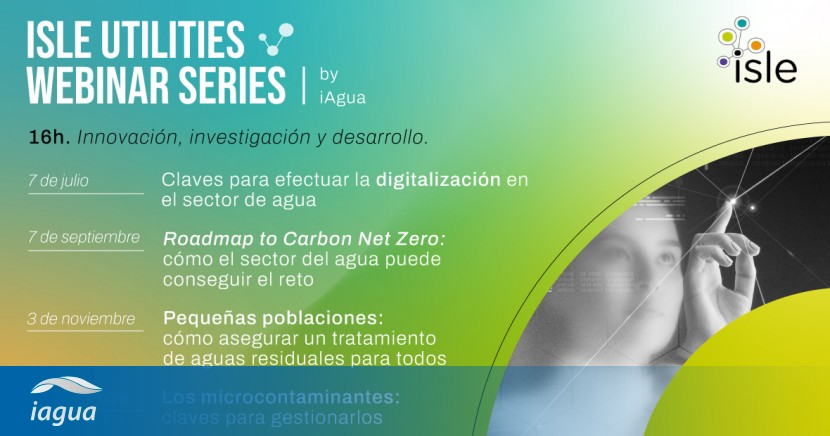 ISLE UTILITIES
WEBINAR SERIES
by
iAgua
isle
16h. Innovación, investigación y desarrollo.
7 de julio
Claves para efectuar la digitalización en
el sector de agua
7 de septiembre
Roadmap to Carbon Net Zero:
cómo el sector del agua puede
conseguir el reto
3 de noviembre
Pequeñas poblaciones:
cómo asegurar un tratamiento
de aguas residuales para todos
Los microcontaminantes:
claves para gestionarlos
iagua